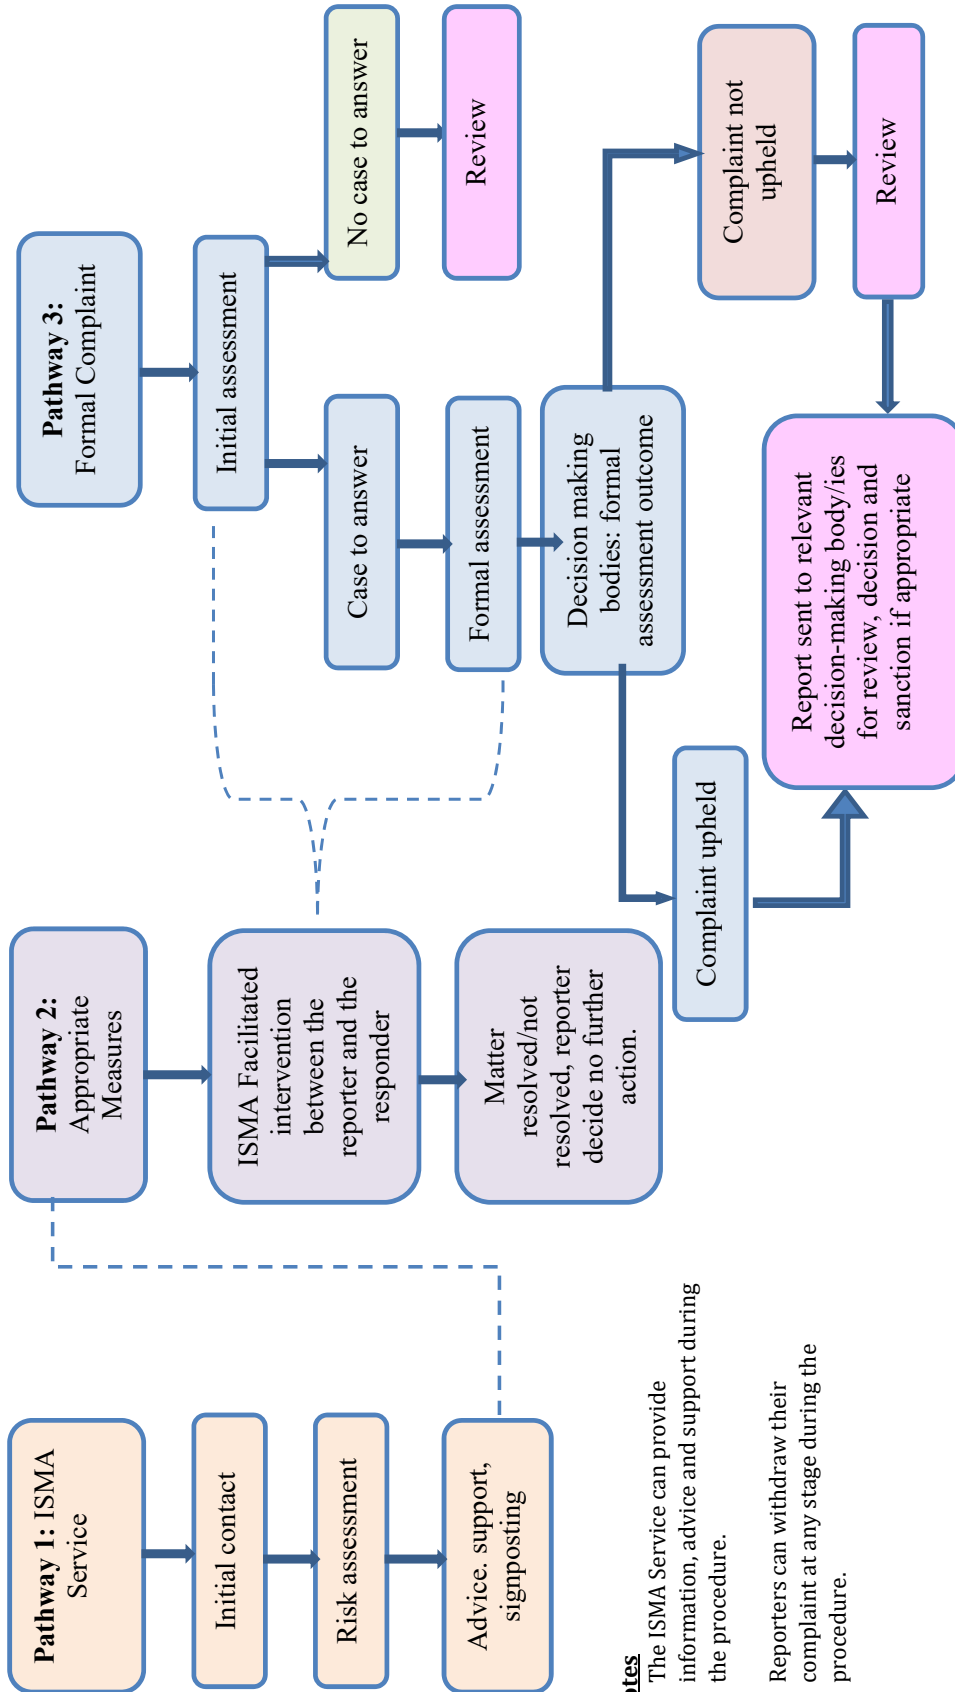 Pathway 1: ISMA
Service
Initial contact
Risk assessment
Advice. support,
signposting
Pathway 2:
Appropriate
Measures
ISMA Facilitated
intervention
between the
reporter and the
responder
Matter
resolved/not
resolved, reporter
decide no further
action.
Pathway 3:
Formal Complaint
Initial assessment
Case to answer
No case to answer
Review
Formal assessment
Decision making
bodies: formal
assessment outcome
Complaint upheld
Complaint not
upheld
Review
Report sent to relevant
decision-making body/ies
for review, decision and
sanction if appropriate
otes
The ISMA Service can provide
information, advice and support during
the procedure.
Reporters can withdraw their
complaint at any stage during the
procedure.